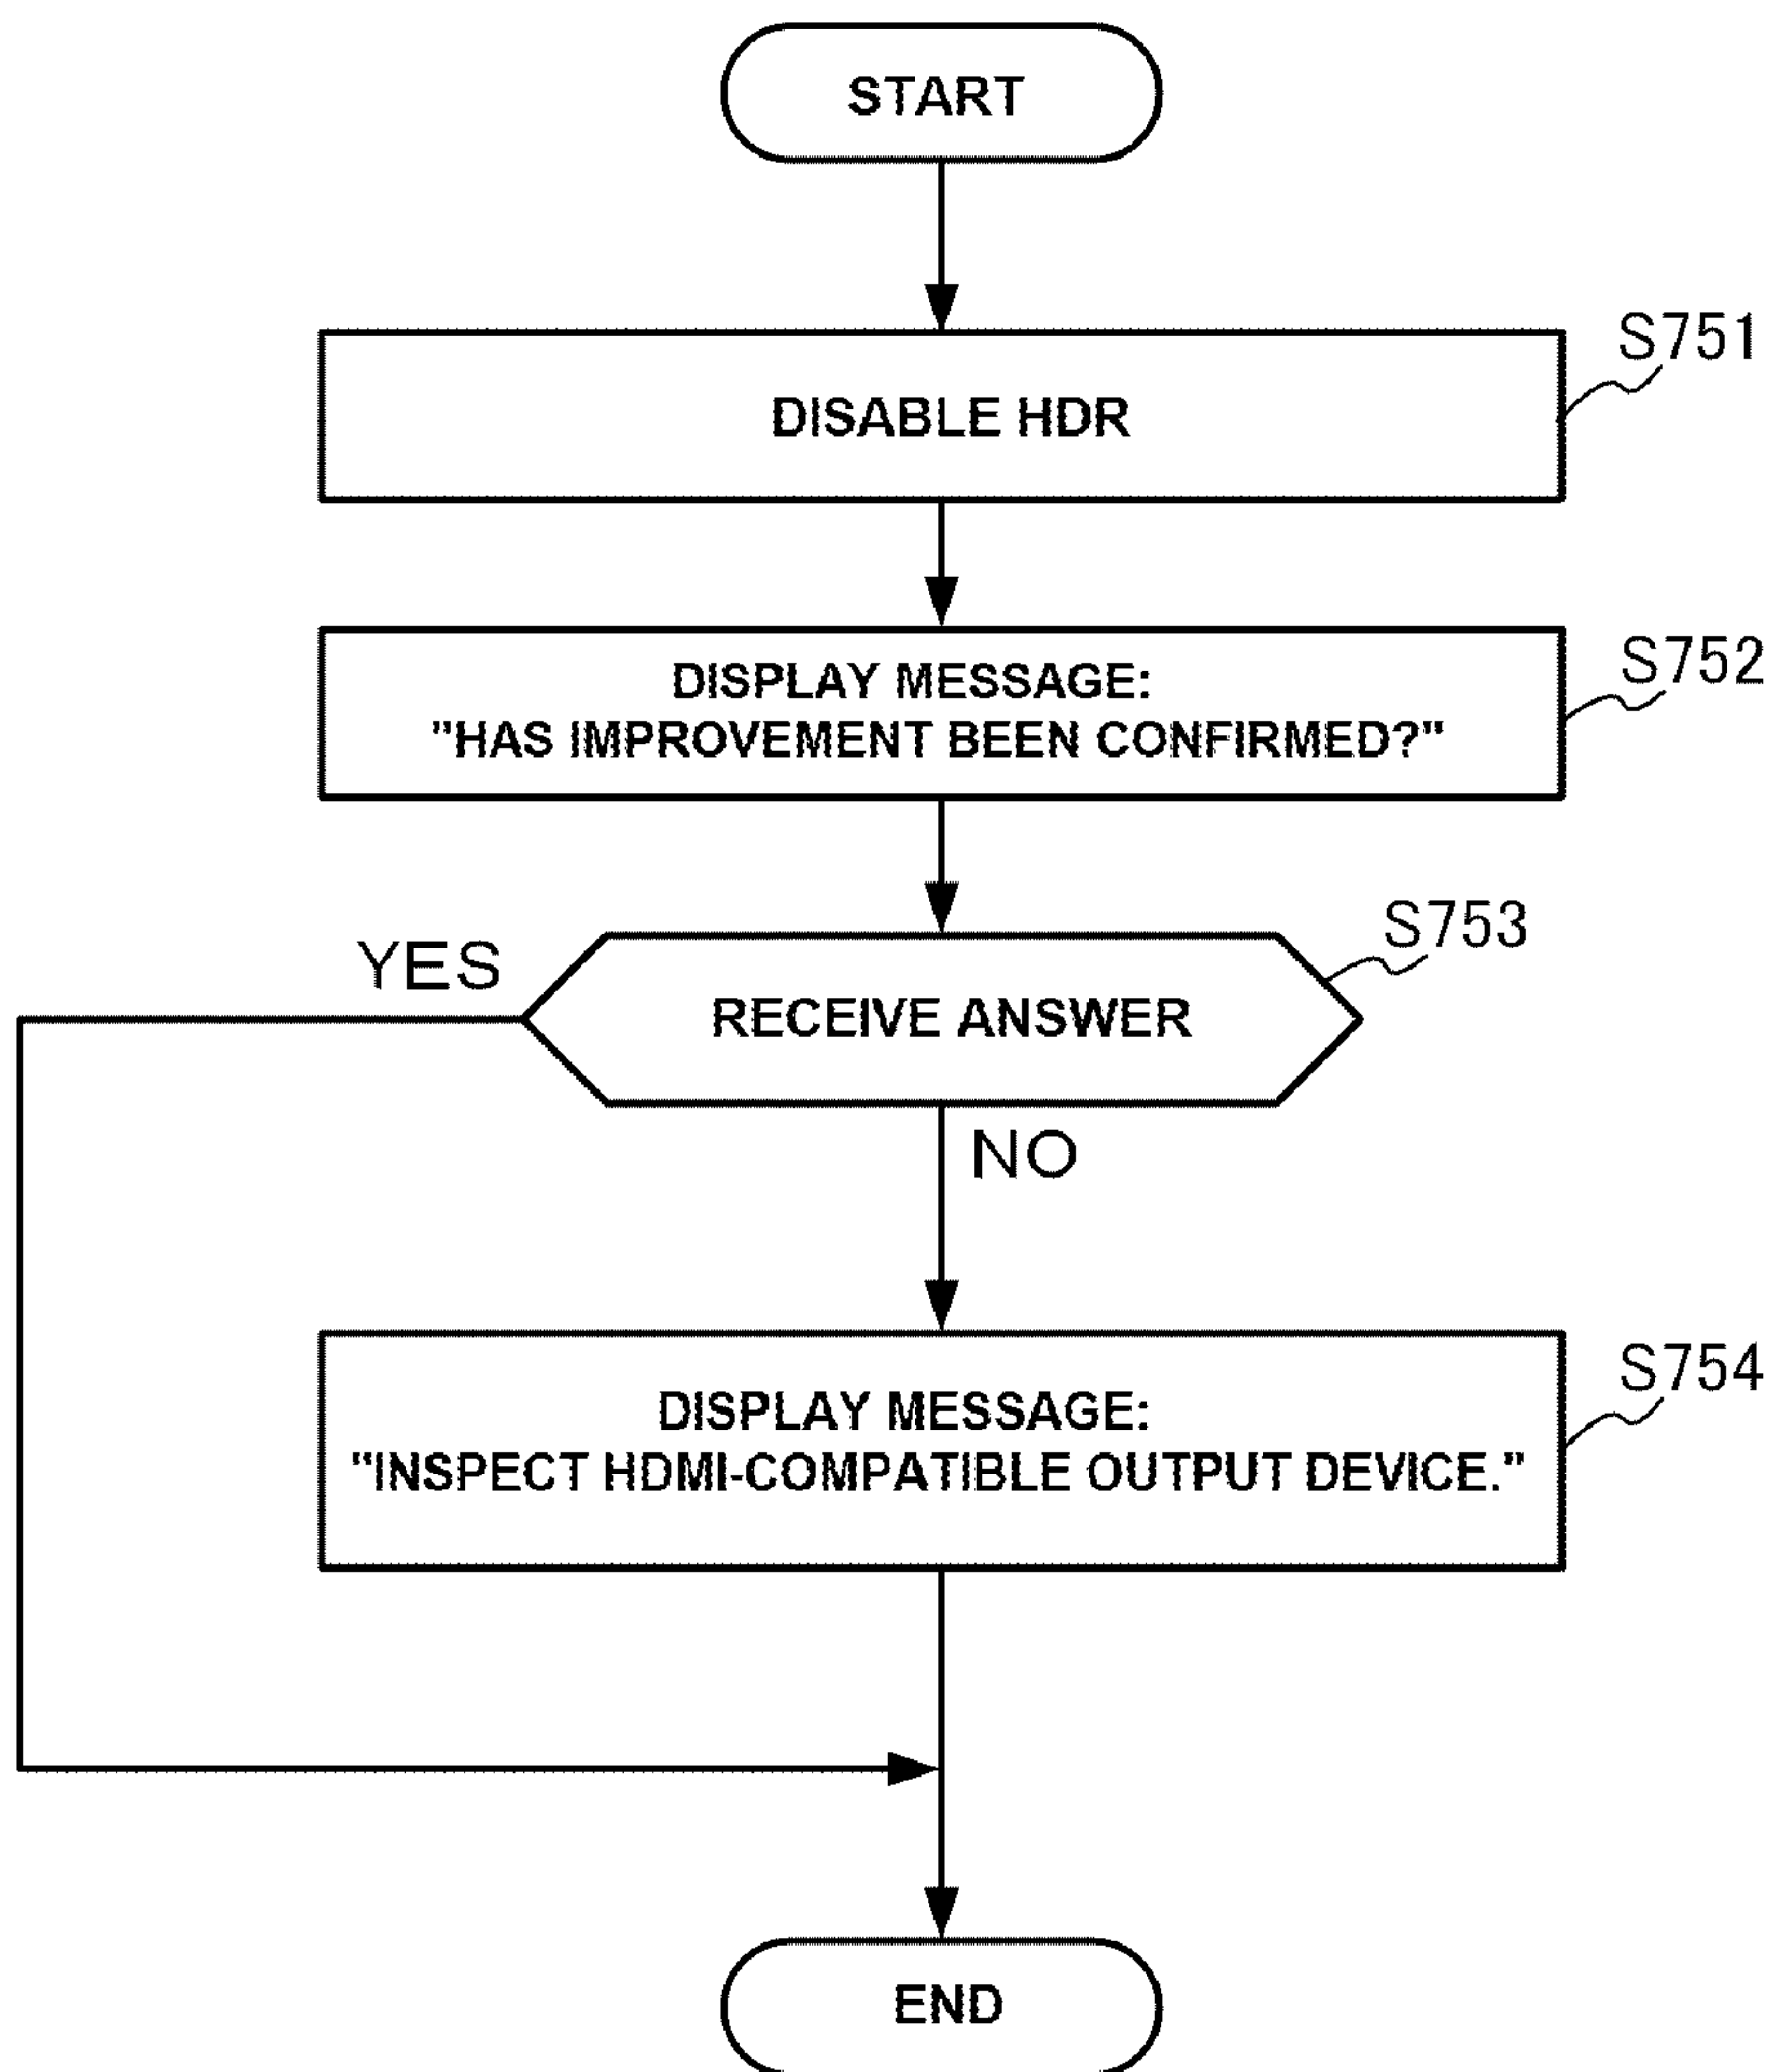 START
S751
DISABLE HDR
S752
DISPLAY MESSAGE:
"HAS IMPROVEMENT BEEN CONFIRMED?"
S753
YES
RECEIVE ANSWER
NO
S754
DISPLAY MESSAGE:
"INSPECT HDMI-COMPATIBLE OUTPUT DEVICE."
END